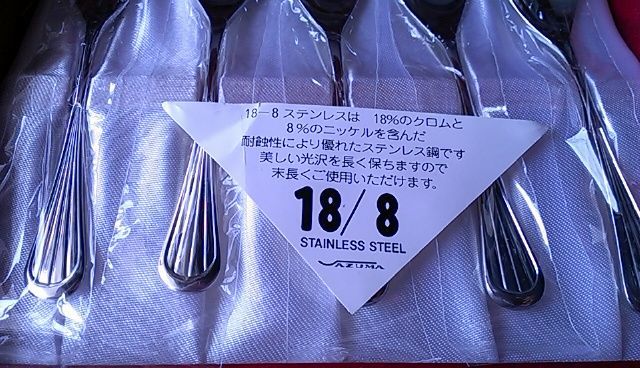 18-8 ステンレスは 18%のクロムと
8%のニッケルを含んだ
耐蝕性により優れたステンレス鋼です
美しい光沢を長く保ちますので
末長くご使用いただけます。
18/8
STAINLESS STEEL
YAZUMA